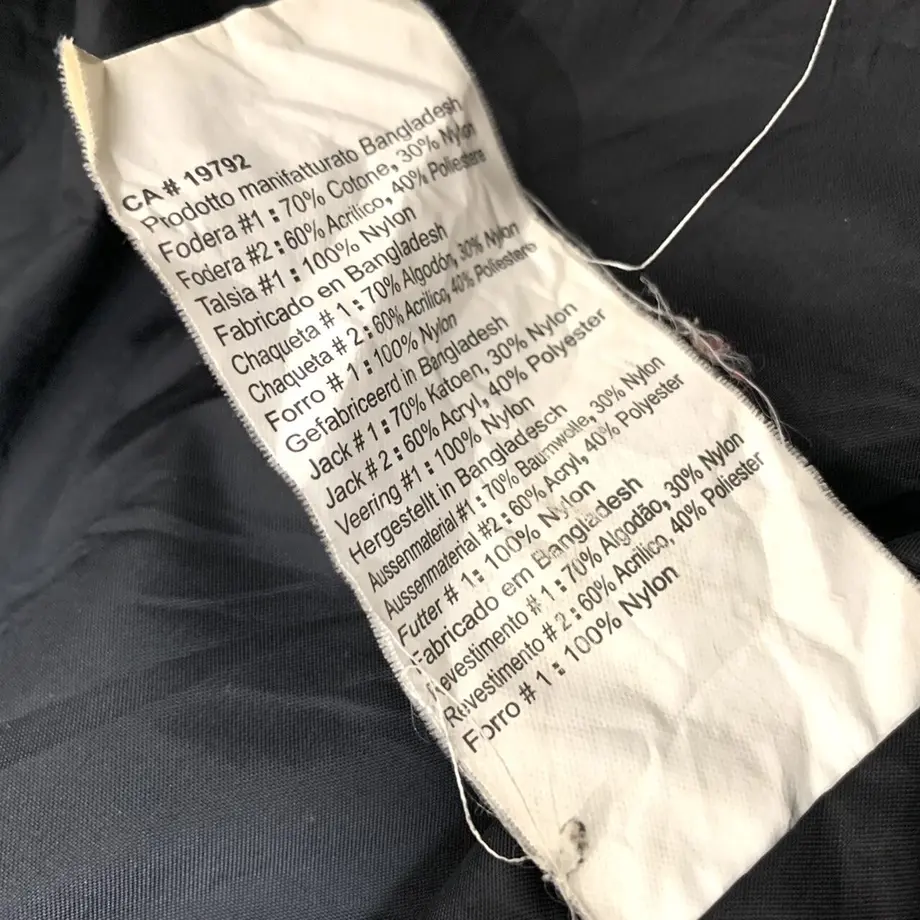 CA # 19792
Prodotto manifatturato Bangladesh
Fodera #1 : 70% Cotone, 30% Nylon
Fodera #2 : 60% Acrilico, 40% Poliestere
Talsia #1 : 100% Nylon
Fabricado en Bangladesh
Chaqueta # 1 : 70% Algodón, 30% Nylon
Chaqueta # 2 : 60% Acrilico, 40% Poliestere
Forro # 1 : 100% Nylon
Gefabriceerd in Bangladesh
Jack # 1 : 70% Katoen, 30% Nylon
Jack # 2 : 60% Acryl, 40% Polyester
Veering #1 : 100% Nylon
Hergestellt in Bangladesch
Aussenmaterial #1 : 70% Baumwolle, 30% Nylon
Aussenmaterial #2 : 60% Acryl, 40% Polyester
Futter # 1 : 100% Nylon
Fabricado em Bangladesh
Revestimento # 1 : 70% Algodão, 30% Nylon
Revestimento # 2 : 60% Acrilico, 40% Poliester
Forro # 1 : 100% Nylon